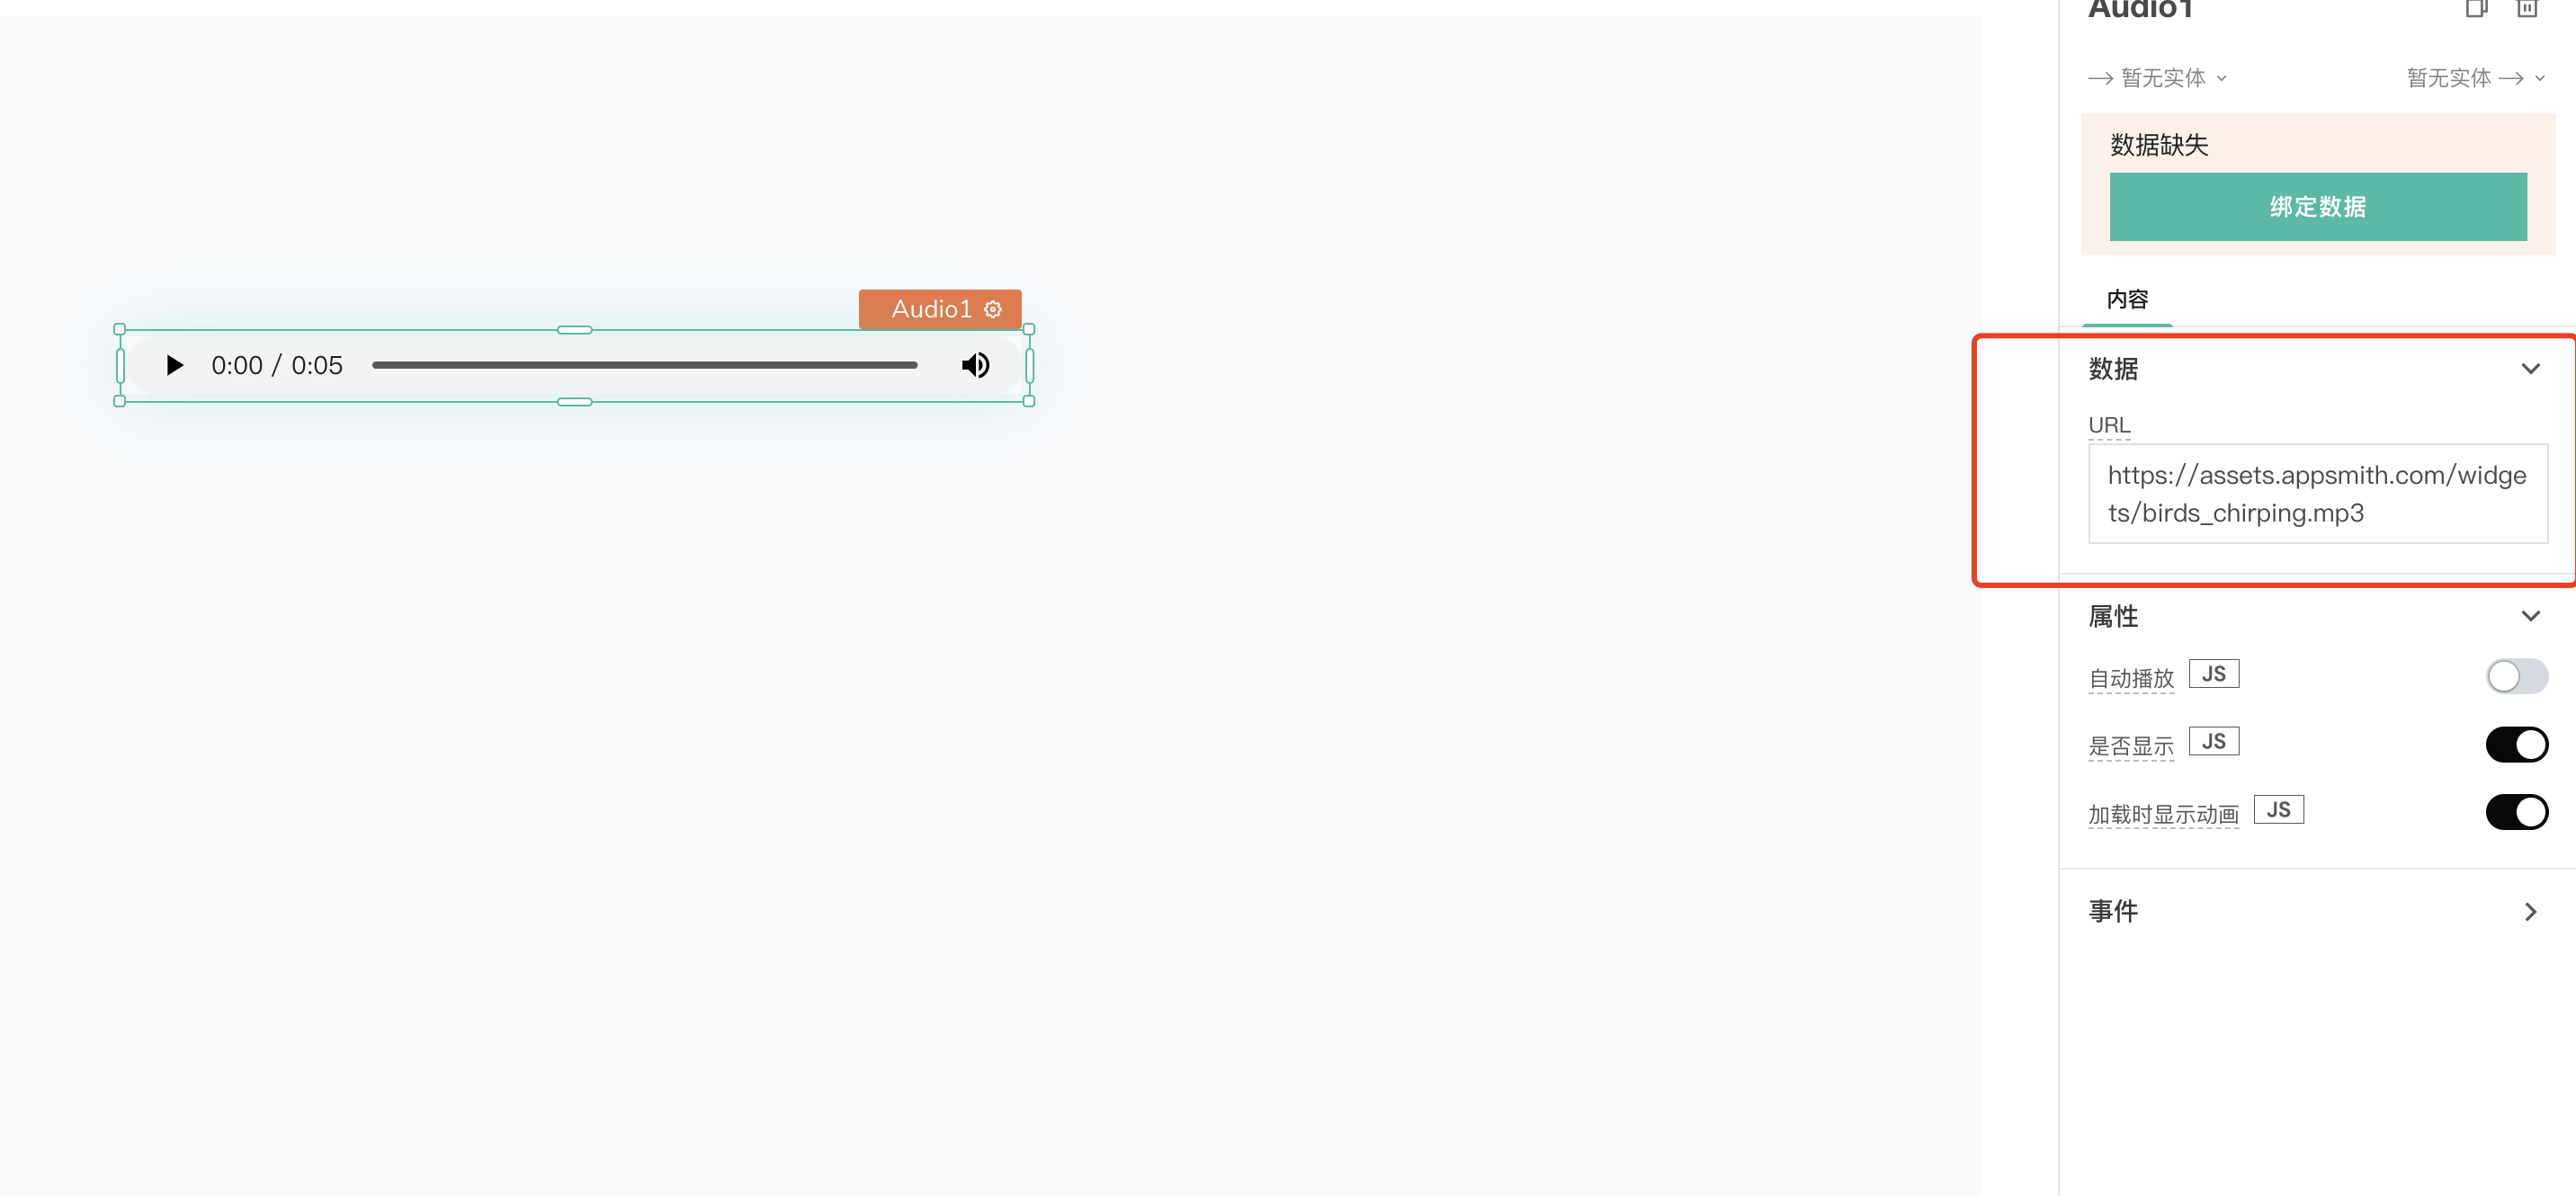 Audio1
暂无实体
暂无实体
数据缺失
绑定数据
内容
Audio1
0:00 / 0:05
数据
URL
https://assets.appsmith.com/widge
ts/birds_chirping.mp3
属性
自动播放 JS
是否显示 JS
加载时显示动画 JS
事件